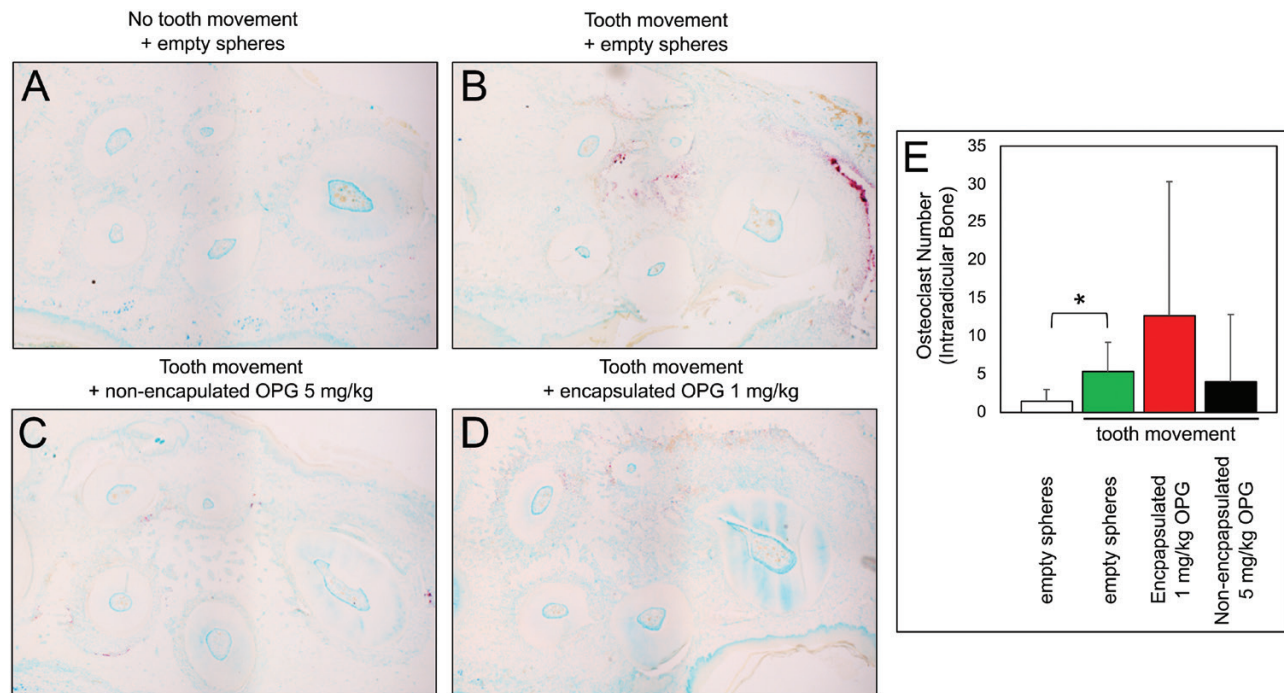 No tooth movement
+ empty spheres
Tooth movement
+ empty spheres
A
B
Tooth movement
+ non-encapulated OPG 5 mg/kg
Tooth movement
+ encapsulated OPG 1 mg/kg
C
D
E
Osteoclast Number
(Intraradicular Bone)
35
30
25
20
15
10
5
0
*
tooth movement
empty spheres
empty spheres
Encpapsulated
1 mg/kg OPG
Non-encpapsulated
5 mg/kg OPG